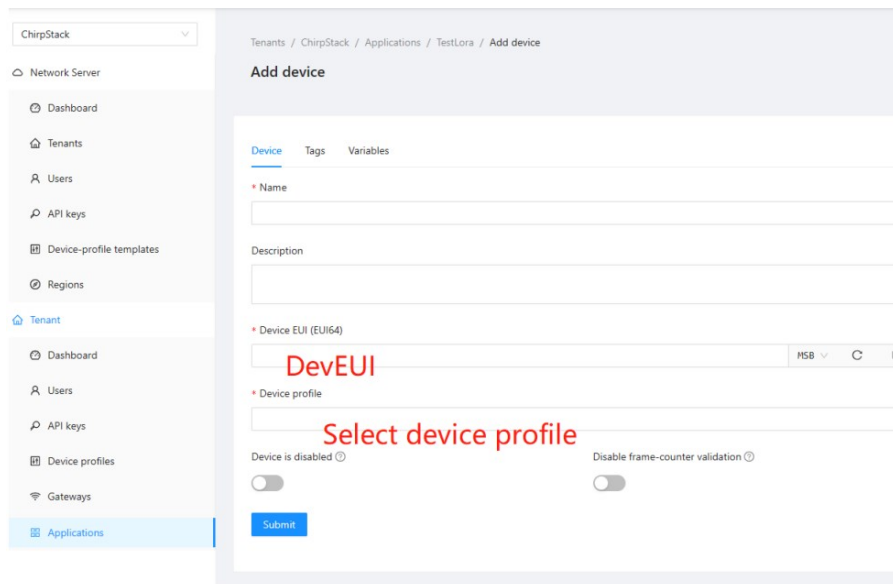 ChirpStack
Network Server
Dashboard
Tenants
Users
API keys
Device-profile templates
Regions
Tenant
Dashboard
Users
API keys
Device profiles
Gateways
Applications
Tenants / ChirpStack / Applications / TestLora / Add device
Add device
Device Tags Variables
* Name
Description
* Device EUI (EUI64)
DevEUI
MSB
* Device profile
Select device profile
Device is disabled
Disable frame-counter validation
Submit